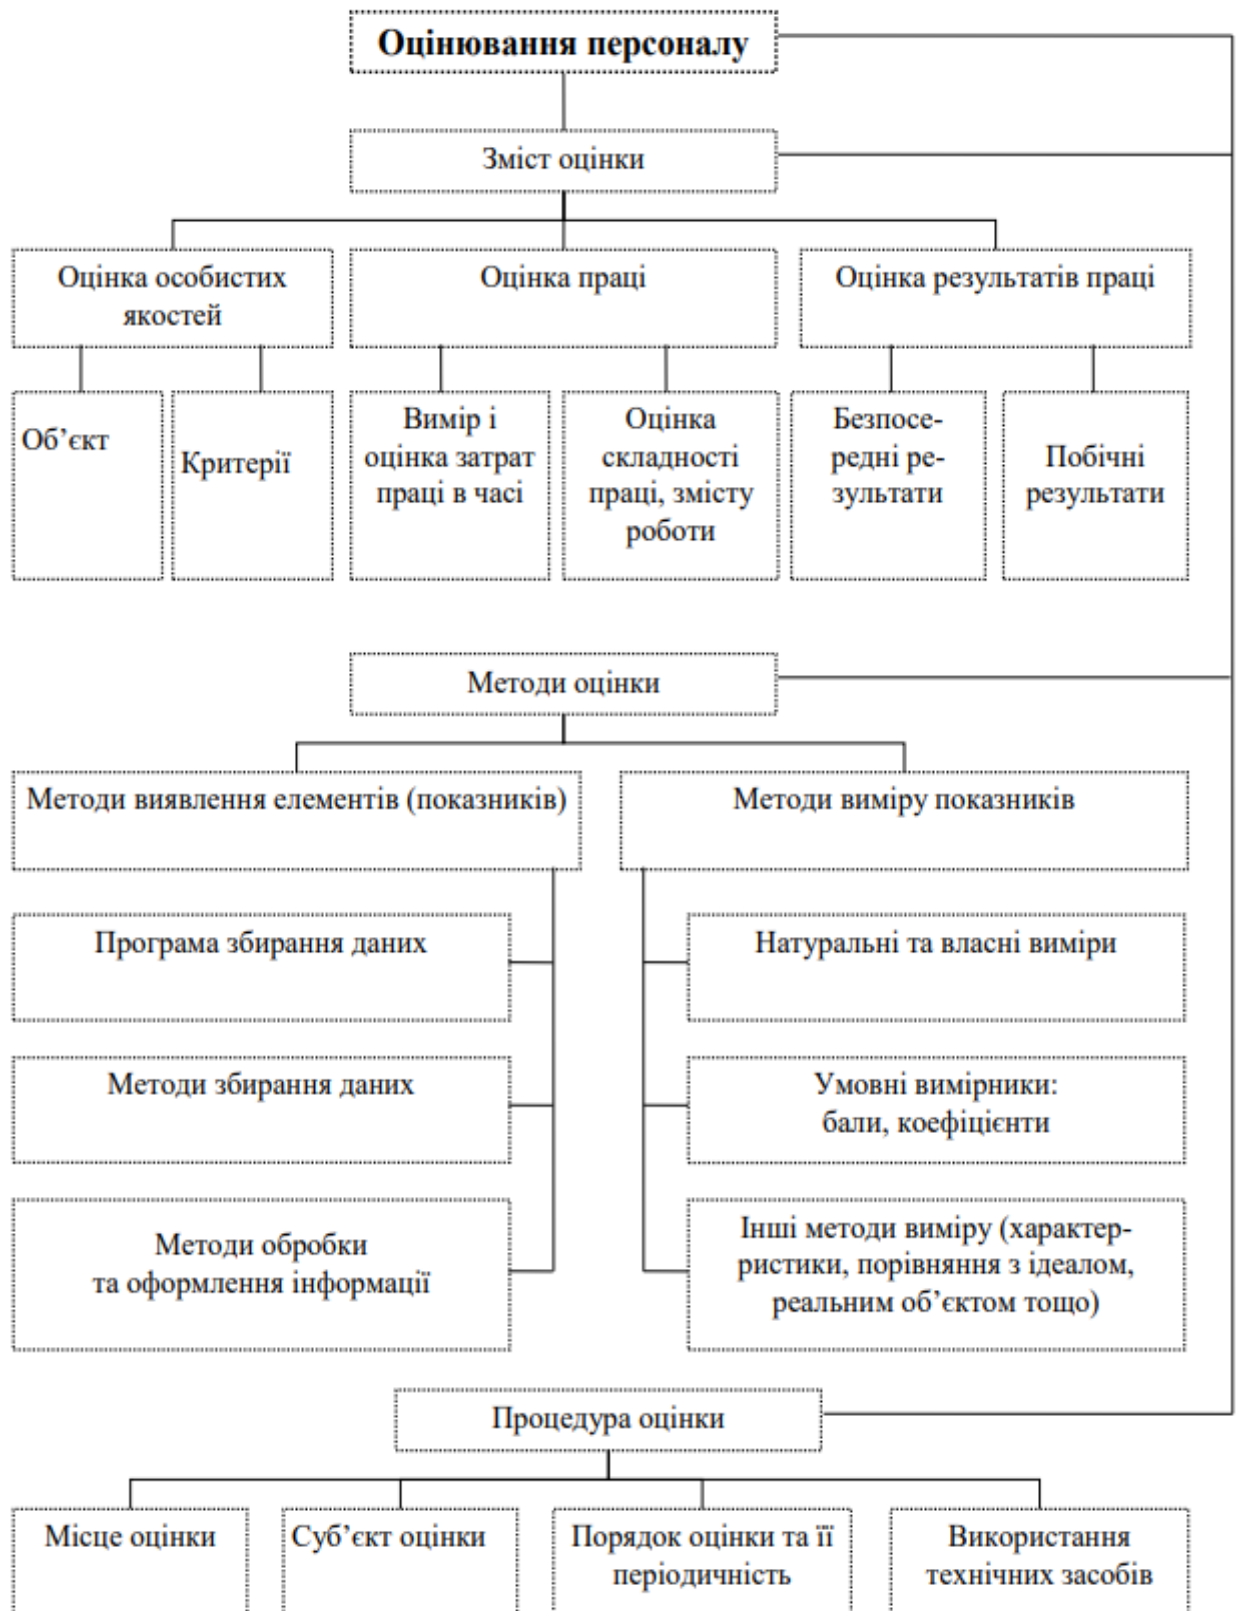 Оцінювання персоналу
Зміст оцінки
Оцінка особистих
якостей
Оцінка праці
Оцінка результатів праці
Об’єкт
Критерії
Вимір і
оцінка затрат
праці в часі
Оцінка
складності
праці, змісту
роботи
Безпосе-
редні ре-
зультати
Побічні
результати
Методи оцінки
Методи виявлення елементів (показників)
Методи виміру показників
Програма збирання даних
Натуральні та власні виміри
Методи збирання даних
Умовні вимірники:
бали, коефіцієнти
Методи обробки
та оформлення інформації
Інші методи виміру (характер-
ристики, порівняння з ідеалом,
реальним об’єктом тощо)
Процедура оцінки
Місце оцінки
Суб’єкт оцінки
Порядок оцінки та її
періодичність
Використання
технічних засобів